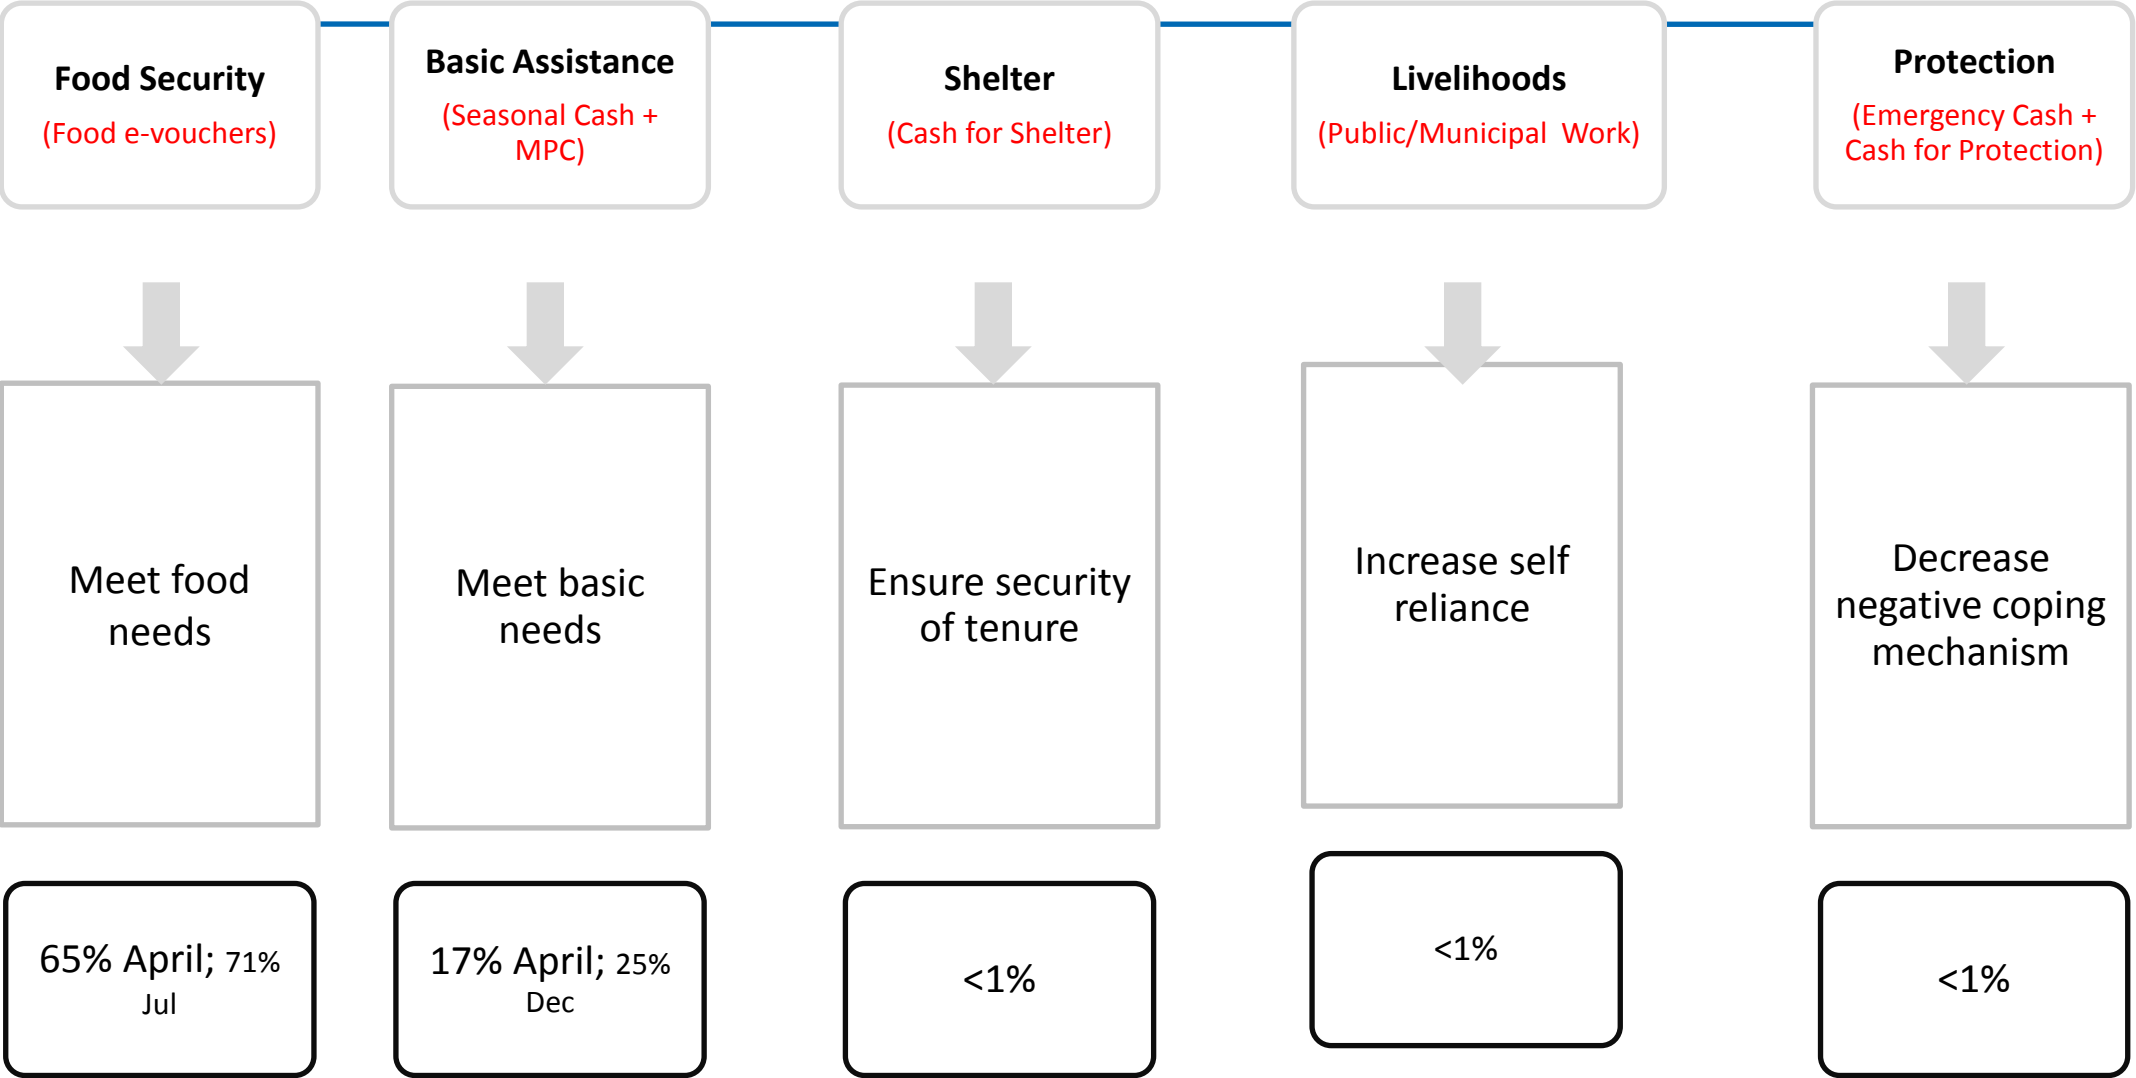 Food Security
(Food e-vouchers)
Basic Assistance
(Seasonal Cash +
MPC)
Shelter
(Cash for Shelter)
Livelihoods
(Public/Municipal Work)
Protection
(Emergency Cash +
Cash for Protection)
Meet food
needs
Meet basic
needs
Ensure security
of tenure
Increase self
reliance
Decrease
negative coping
mechanism
65% April; 71%
Jul
17% April; 25%
Dec
<1%
<1%
<1%